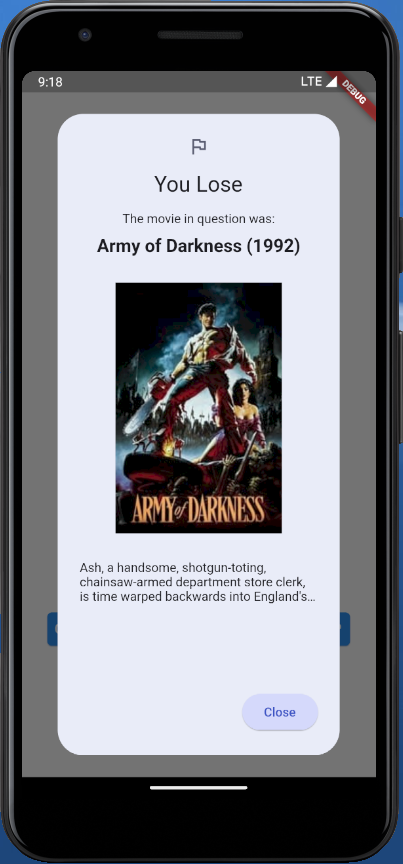 9:18
LTE
DEBUG
You Lose
The movie in question was:
Army of Darkness (1992)
ARMY of DARKNESS
Ash, a handsome, shotgun-toting,
chainsaw-armed department store clerk,
is time warped backwards into England's...
Close